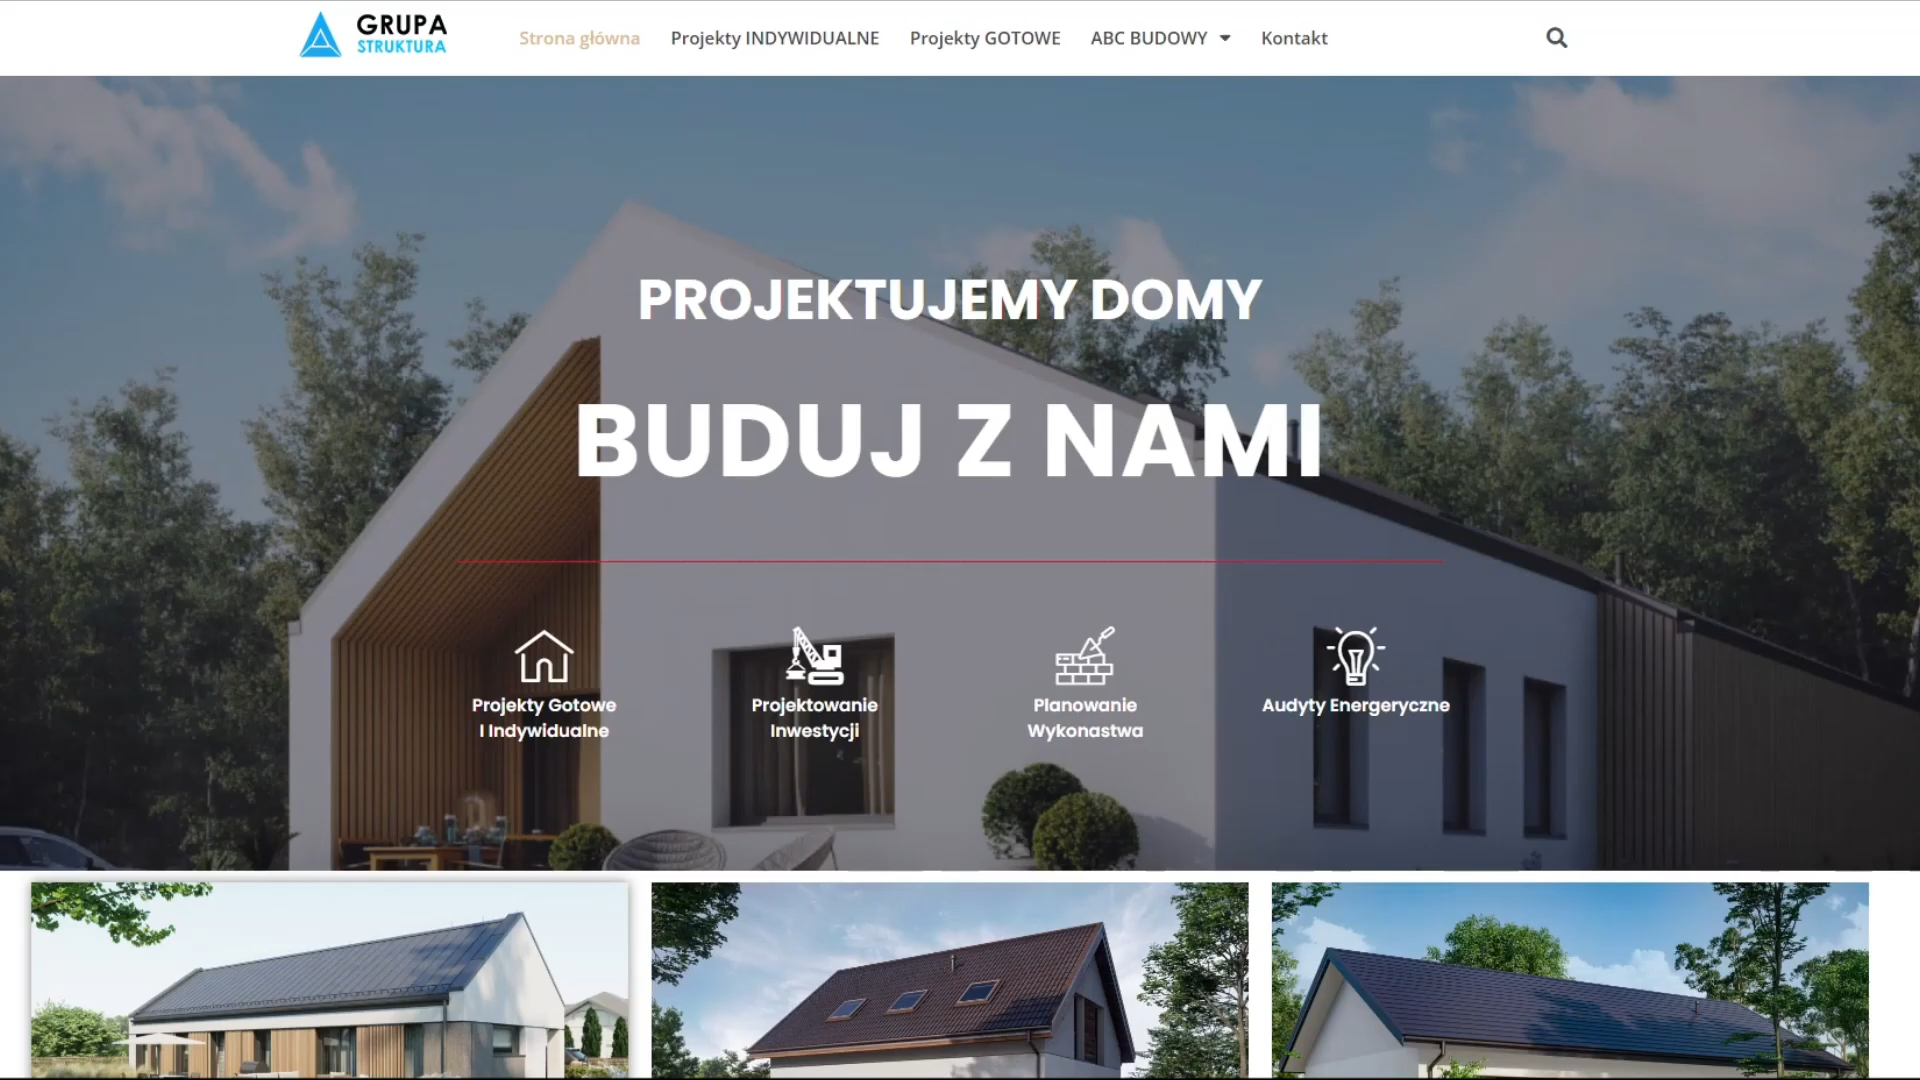 GRUPA
STRUKTURA
Strona główna
Projekty INDYWIDUALNE
Projekty GOTOWE
ABC BUDOWY
Kontakt
PROJEKTUJEMY DOMY
BUDUJ Z NAMI
Projekty Gotowe
I Indywidualne
Projektowanie
Inwestycji
Planowanie
Wykonastwa
Audyty Energeryczne